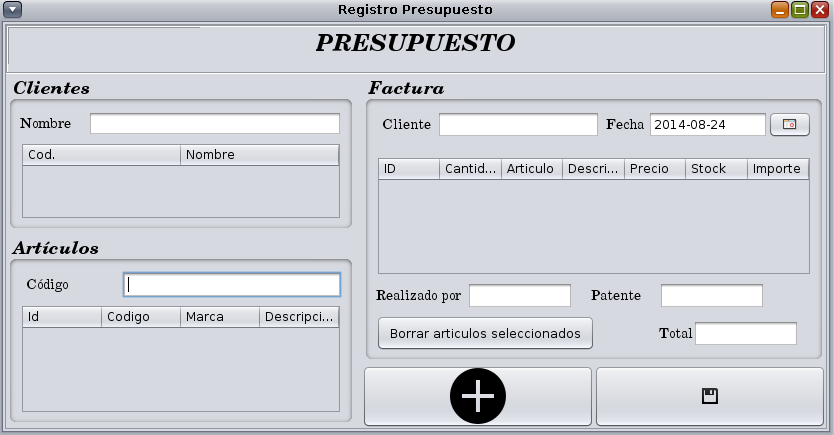 Registro Presupuesto
PRESUPUESTO
Clientes
Nombre
Cod. Nombre
Artículos
Código
Id Codigo Marca Descripci...
Factura
Cliente Fecha 2014-08-24
ID Cantid... Articulo Descri... Precio Stock Importe
Realizado por Patente
Borrar articulos seleccionados Total